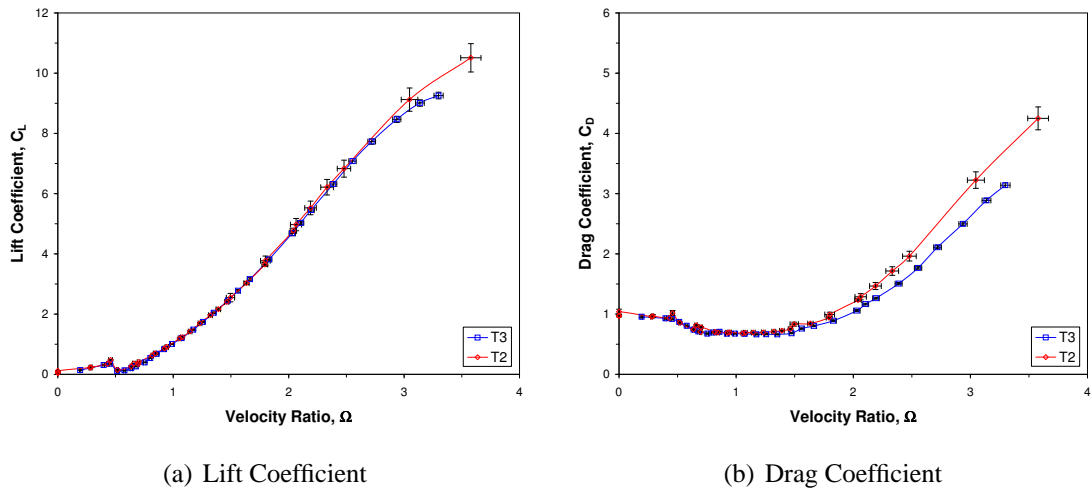 12
10
8
6
4
2
0
0 1 2 3 4
Lift Coefficient, C_L
Velocity Ratio, Ω
T3
T2
(a) Lift Coefficient
6
5
4
3
2
1
0
0 1 2 3 4
Drag Coefficient, C_D
Velocity Ratio, Ω
T3
T2
(b) Drag Coefficient